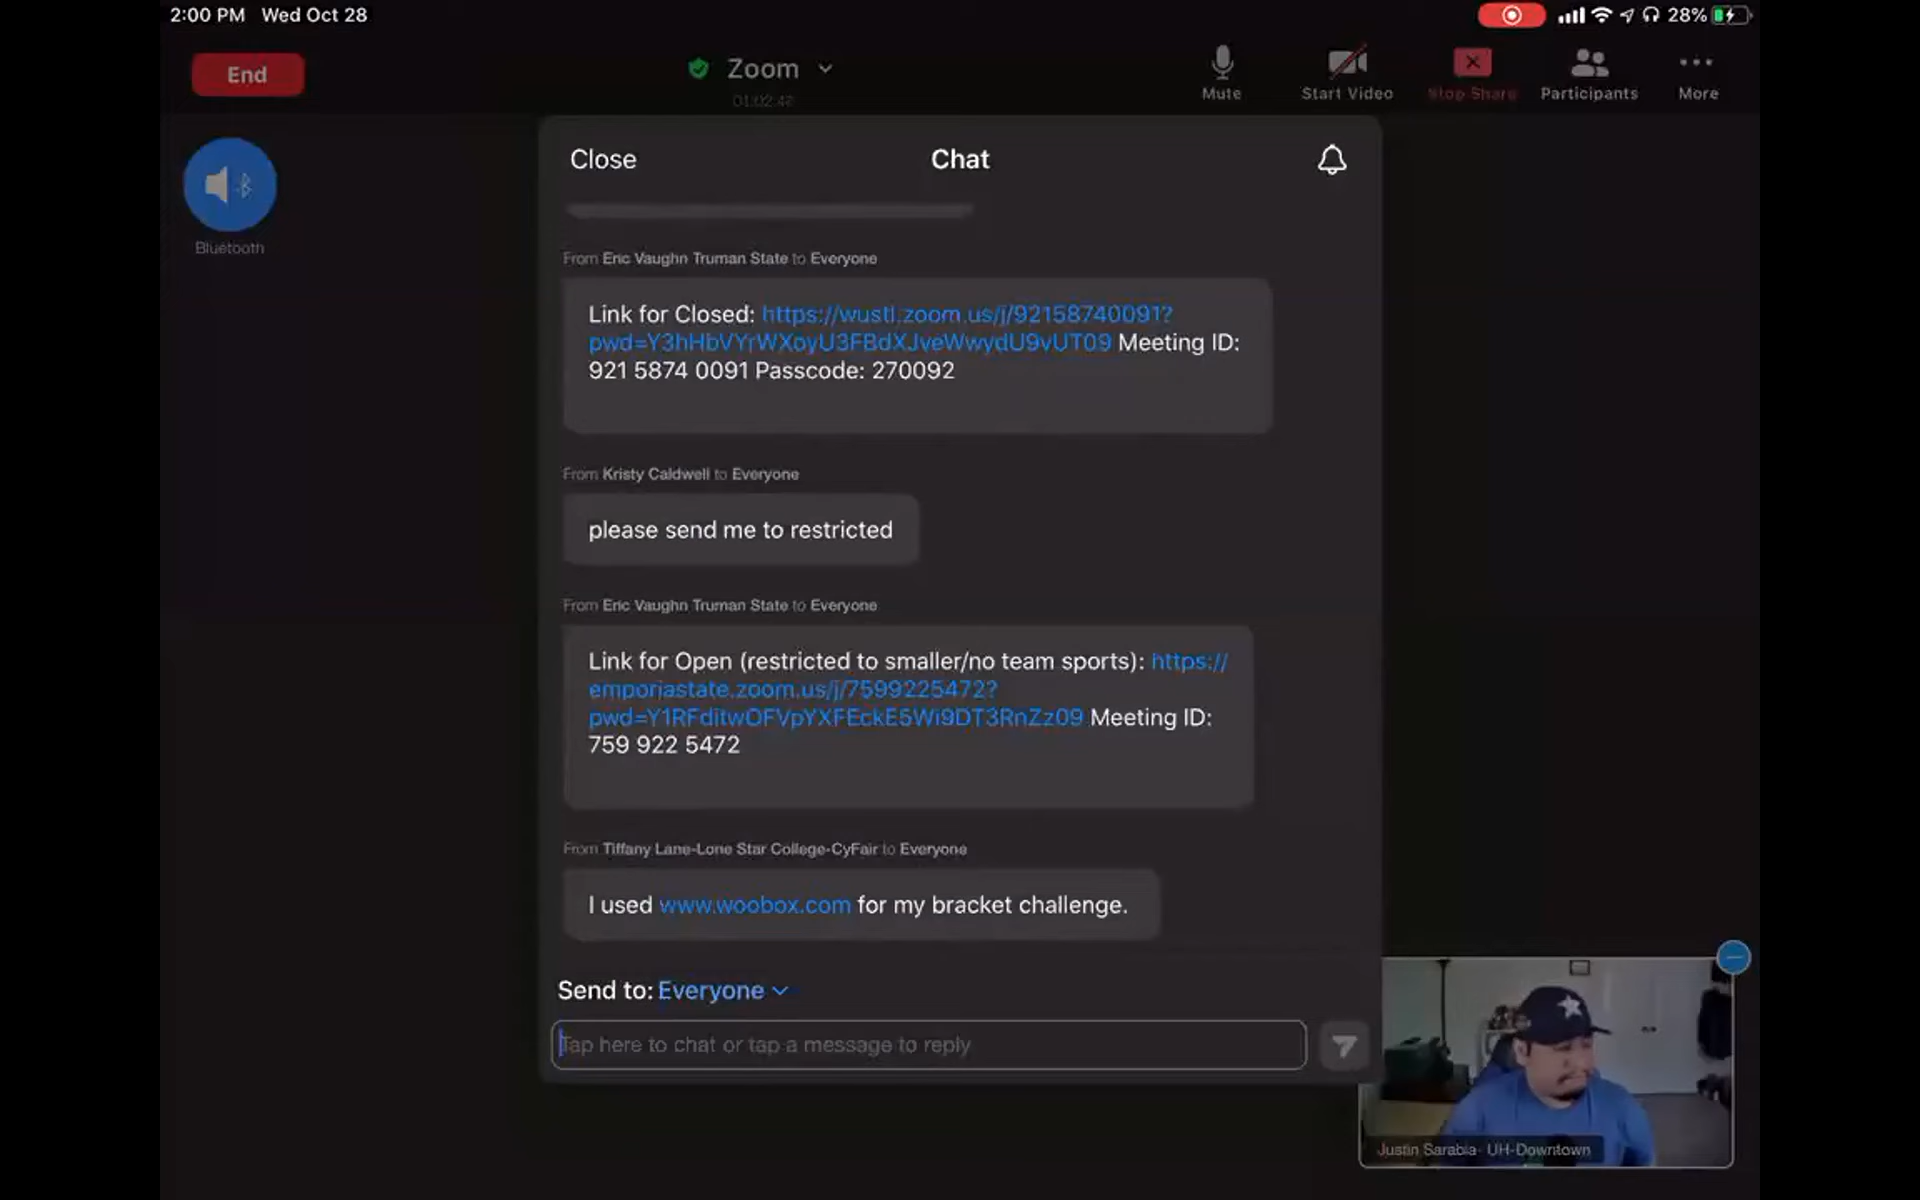 2:00 PM Wed Oct 28
28%
End
Zoom
01:02:42
Mute
Start Video
Stop Share
Participants
More
Bluetooth
Close
Chat
From Eric Vaughn Truman State to Everyone
Link for Closed: https://wustl.zoom.us/j/92158740091?
pwd=Y3hHbVYrWXoyU3FBdXJveWwydU9vUT09 Meeting ID:
921 5874 0091 Passcode: 270092
From Kristy Caldwell to Everyone
please send me to restricted
From Eric Vaughn Truman State to Everyone
Link for Open (restricted to smaller/no team sports): https://
emporiastate.zoom.us/j/7599225472?
pwd=Y1RFditwOFVpYXFEckE5Wi9DT3RnZz09 Meeting ID:
759 922 5472
From Tiffany Lane-Lone Star College-CyFair to Everyone
I used www.woobox.com for my bracket challenge.
Send to: Everyone
Tap here to chat or tap a message to reply
Justin Sarabia- UH-Downtown